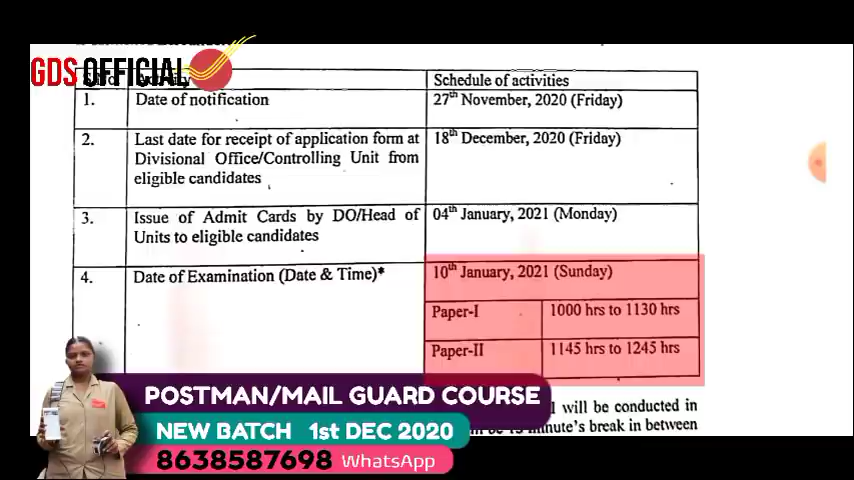 GDS OFFICIAL
Activity
Schedule of activities
1. Date of notification 27th November, 2020 (Friday)
2. Last date for receipt of application form at 18th December, 2020 (Friday)
Divisional Office/Controlling Unit from
eligible candidates
3. Issue of Admit Cards by DO/Head of 04th January, 2021 (Monday)
Units to eligible candidates
4. Date of Examination (Date & Time)* 10th January, 2021 (Sunday)
Paper-I 1000 hrs to 1130 hrs
Paper-II 1145 hrs to 1245 hrs
will be conducted in
minute's break in between
POSTMAN/MAIL GUARD COURSE
NEW BATCH 1st DEC 2020
8638587698 WhatsApp